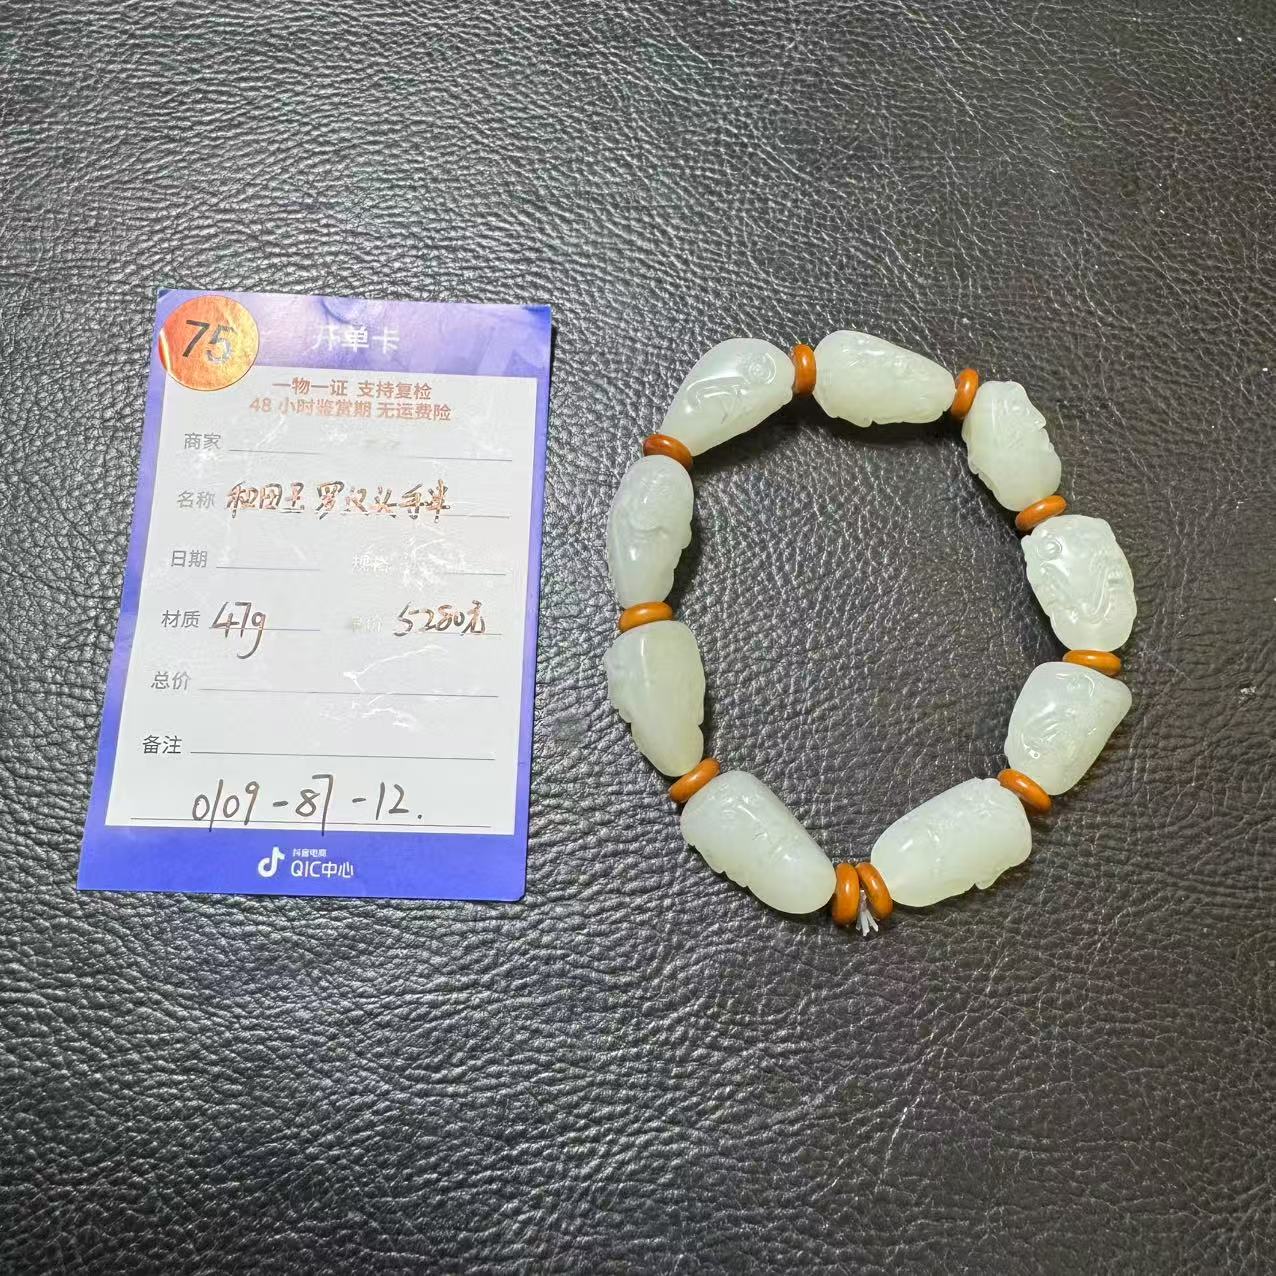 75
开单卡
一物一证 支持复检
48 小时鉴赏期 无运费险
商家
名称 和田玉罗汉头手串
日期 规格
材质 47g 单价 5280元
总价
备注
0109-87-12.
抖音电商
QIC中心